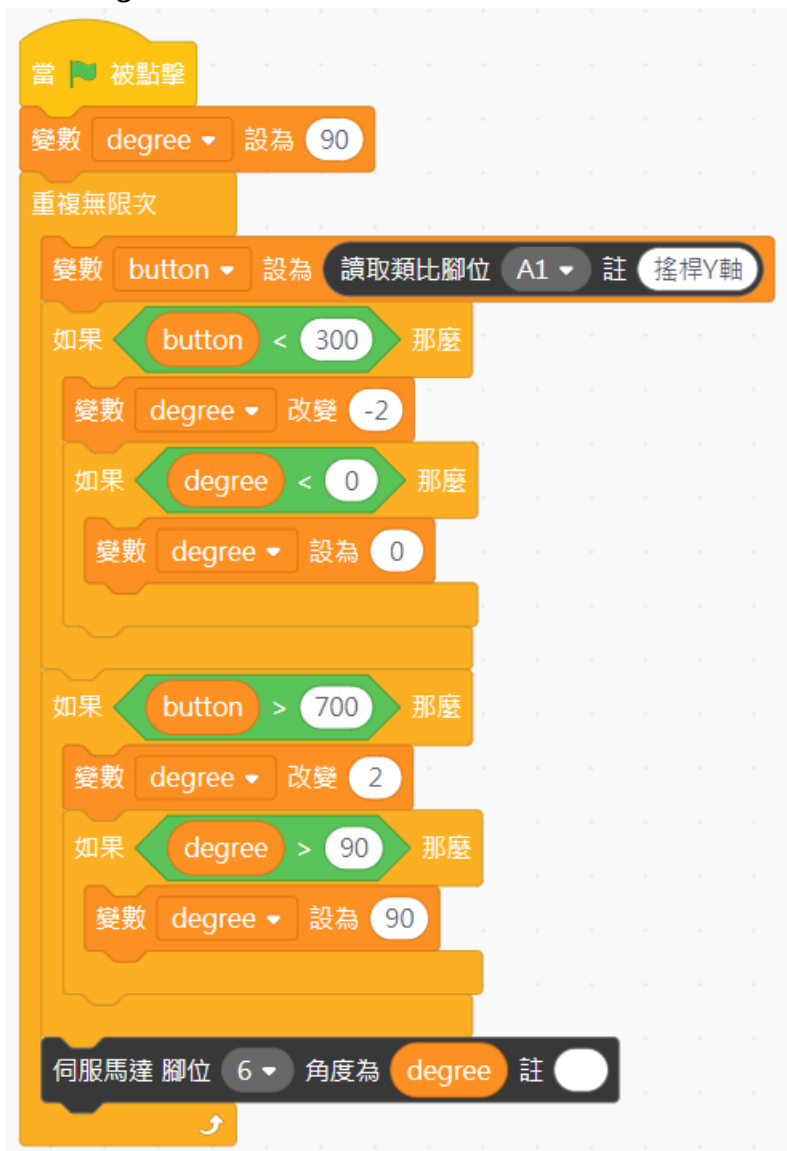 當 被點擊
變數 degree 設為 90
重複無限次
變數 button 設為 讀取類比腳位 A1 註 搖桿Y軸
如果 button < 300 那麼
變數 degree 改變 -2
如果 degree < 0 那麼
變數 degree 設為 0
如果 button > 700 那麼
變數 degree 改變 2
如果 degree > 90 那麼
變數 degree 設為 90
伺服馬達 腳位 6 角度為 degree 註